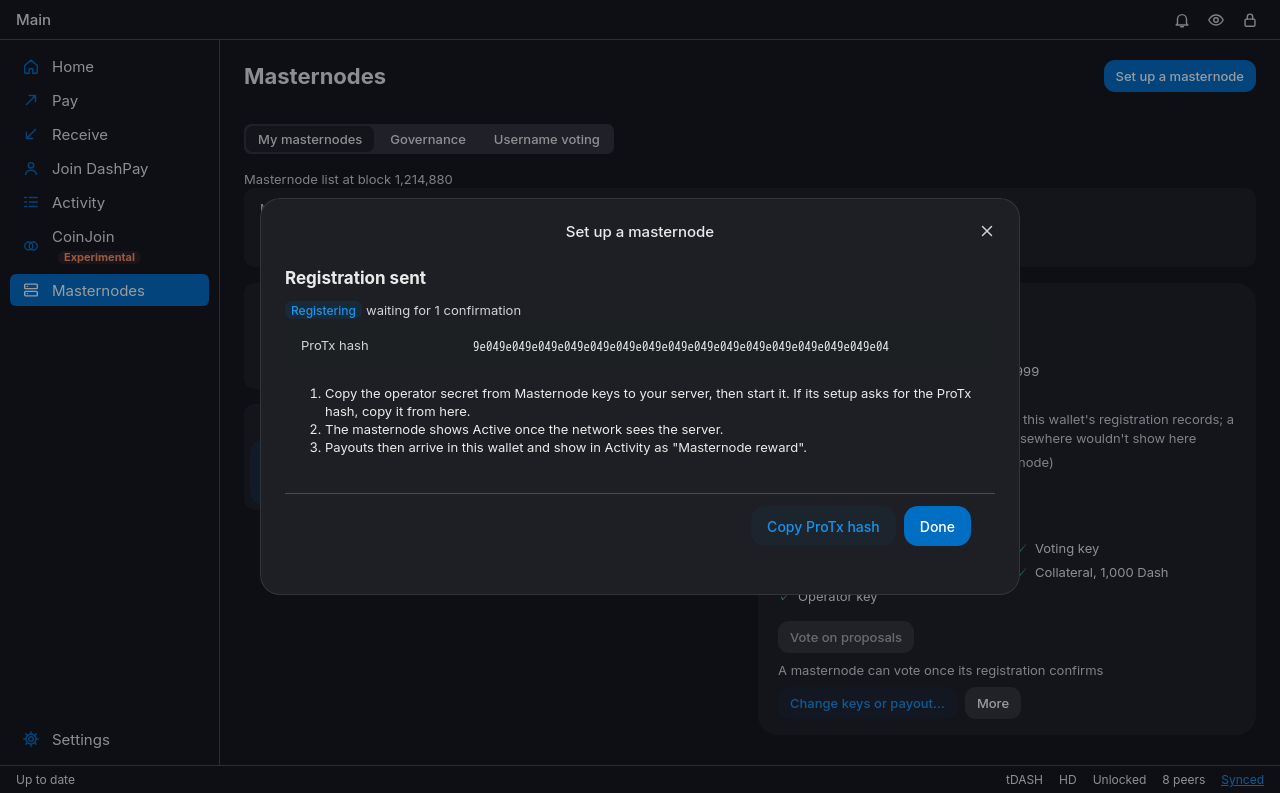 Main
Home
Pay
Receive
Join DashPay
Activity
CoinJoin
Experimental
Masternodes
Settings
Masternodes
Set up a masternode
My masternodes
Governance
Username voting
Masternode list at block 1,214,880
Set up a masternode
Registration sent
Registering waiting for 1 confirmation
ProTx hash 9e049e049e049e049e049e049e049e049e049e049e049e049e049e049e049e04
1. Copy the operator secret from Masternode keys to your server, then start it. If its setup asks for the ProTx
hash, copy it from here.
2. The masternode shows Active once the network sees the server.
3. Payouts then arrive in this wallet and show in Activity as "Masternode reward".
Copy ProTx hash
Done
this wallet's registration records; a
wouldn't show here
Voting key
Collateral, 1,000 Dash
Operator key
Vote on proposals
A masternode can vote once its registration confirms
Change keys or payout...
More
Up to date
tDASH HD Unlocked 8 peers Synced